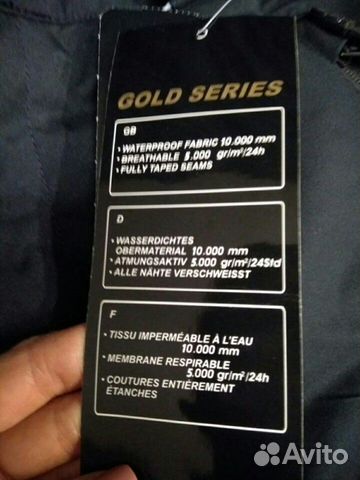 GOLD SERIES
GB
• WATERPROOF FABRIC 10.000 mm
• BREATHABLE 5.000 gr/m²/24h
• FULLY TAPED SEAMS
D
• WASSERDICHTES
OBERMATERIAL 10.000 mm
• ATMUNGSAKTIV 5.000 gr/m²/24Std
• ALLE NÄHTE VERSCHWEISST
F
• TISSU IMPERMÉABLE À L'EAU
10.000 mm
• MEMBRANE RESPIRABLE
5.000 gr/m²/24h
• COUTURES ENTIÈREMENT
ÉTANCHES
Avito